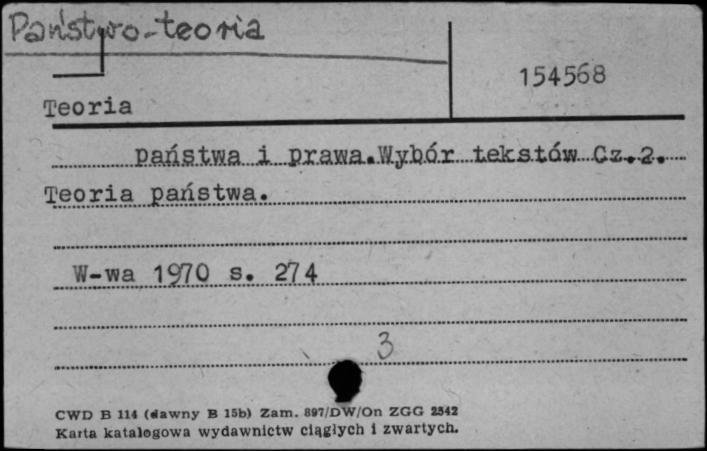 Państwo-teoria
154568
Teoria
państwa i prawa.Wybór tekstów Cz.2.
Teoria państwa.
W-wa 1970 s. 274
3
CWD B 114 (dawny B 15b) Zam. 897/DW/On ZGG 2542
Karta katalogowa wydawnictw ciągłych i zwartych.